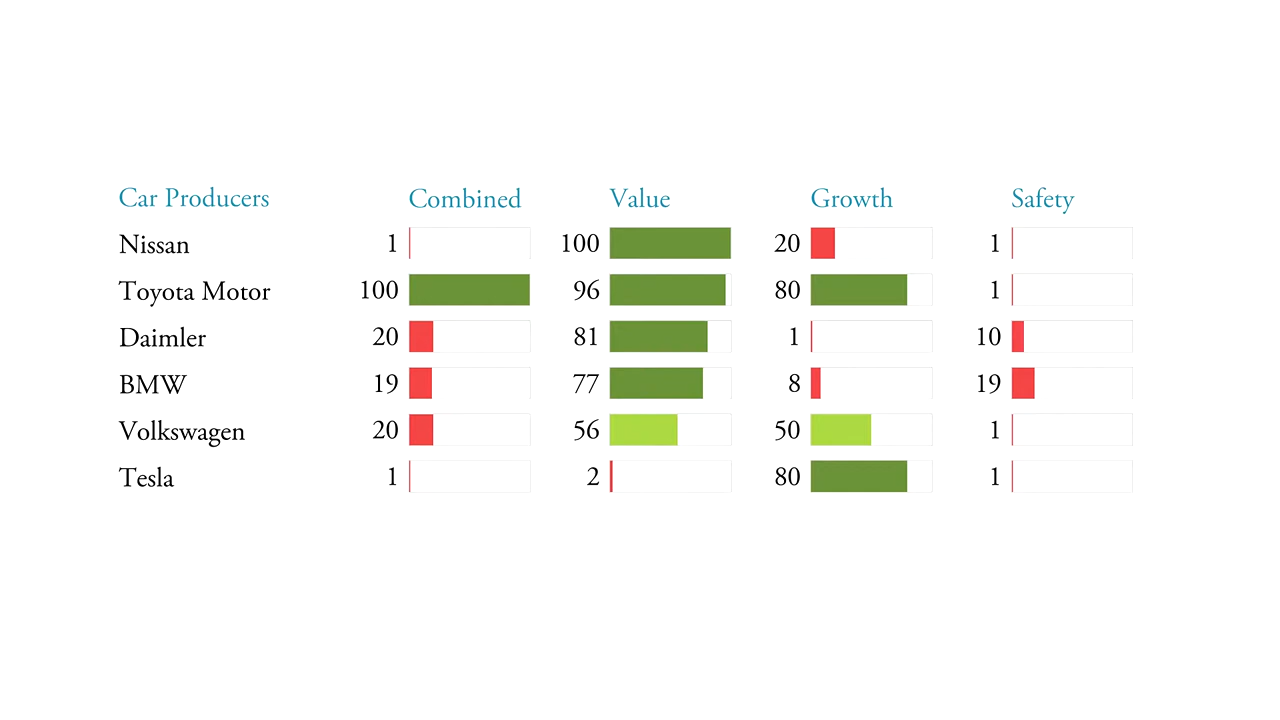 Car Producers Combined Value Growth Safety
Nissan 1 100 20 1
Toyota Motor 100 96 80 1
Daimler 20 81 1 10
BMW 19 77 8 19
Volkswagen 20 56 50 1
Tesla 1 2 80 1